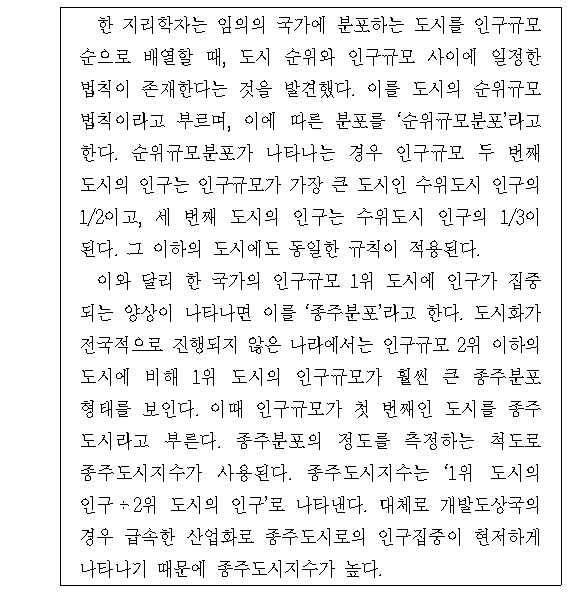 한 지리학자는 임의의 국가에 분포하는 도시를 인구규모
순으로 배열할 때, 도시 순위와 인구규모 사이에 일정한
법칙이 존재한다는 것을 발견했다. 이를 도시의 순위규모
법칙이라고 부르며, 이에 따른 분포를 ‘순위규모분포’라고
한다. 순위규모분포가 나타나는 경우 인구규모 두 번째
도시의 인구는 인구규모가 가장 큰 도시인 수위도시 인구의
1/2이고, 세 번째 도시의 인구는 수위도시 인구의 1/3이
된다. 그 이하의 도시에도 동일한 규칙이 적용된다.
이와 달리 한 국가의 인구규모 1위 도시에 인구가 집중
되는 양상이 나타나면 이를 ‘종주분포’라고 한다. 도시화가
전국적으로 진행되지 않은 나라에서는 인구규모 2위 이하의
도시에 비해 1위 도시의 인구규모가 훨씬 큰 종주분포
형태를 보인다. 이때 인구규모가 첫 번째인 도시를 종주
도시라고 부른다. 종주분포의 정도를 측정하는 척도로
종주도시지수가 사용된다. 종주도시지수는 ‘1위 도시의
인구÷2위 도시의 인구’로 나타낸다. 대체로 개발도상국의
경우 급속한 산업화로 종주도시로의 인구집중이 현저하게
나타나기 때문에 종주도시지수가 높다.